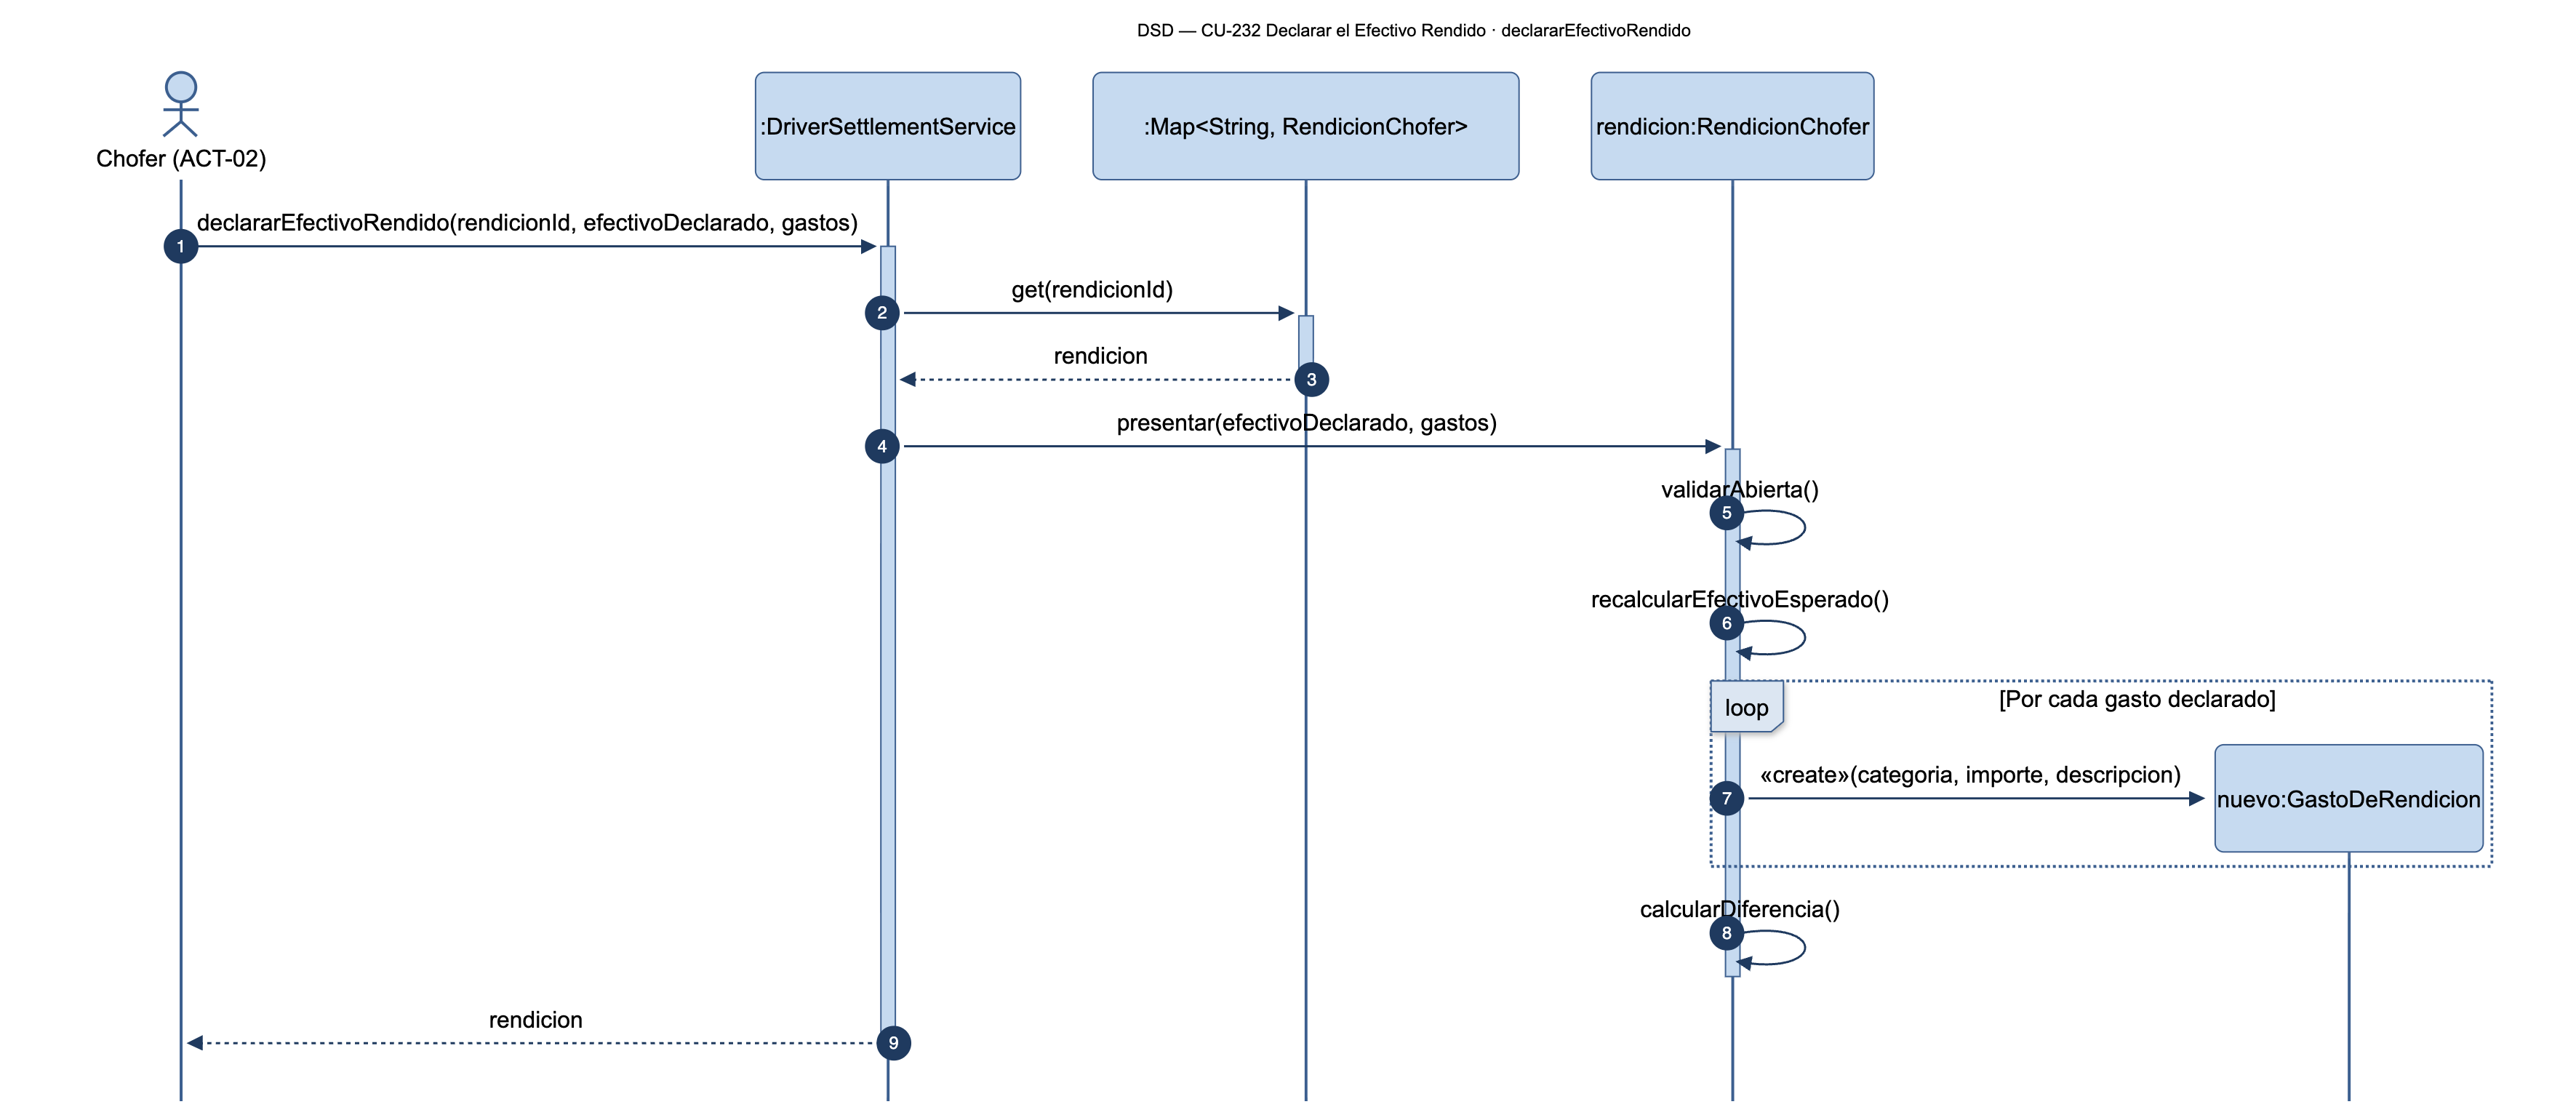 DSD — CU-232 Declarar el Efectivo Rendido · declararEfectivoRendido
Chofer (ACT-02)
:DriverSettlementService
:Map<String, RendicionChofer>
rendicion:RendicionChofer
declararEfectivoRendido(rendicionId, efectivoDeclarado, gastos)
1
get(rendicionId)
2
rendicion
3
presentar(efectivoDeclarado, gastos)
4
validarAbierta()
5
recalcularEfectivoEsperado()
6
loop
[Por cada gasto declarado]
«create»(categoria, importe, descripcion)
7
nuevo:GastoDeRendicion
calcularDiferencia()
8
rendicion
9